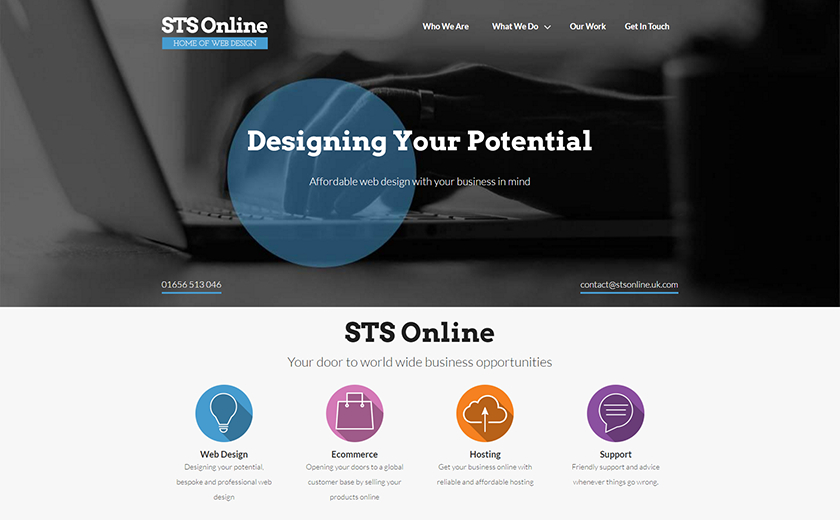 STS Online
HOME OF WEB DESIGN
Who We Are
What We Do
Our Work
Get In Touch
Designing Your Potential
Affordable web design with your business in mind
01656 513 046
contact@stsonline.uk.com
STS Online
Your door to world wide business opportunities
Web Design
Designing your potential,
bespoke and professional web
design
Ecommerce
Opening your doors to a global
customer base by selling your
products online
Hosting
Get your business online with
reliable and affordable hosting
Support
Friendly support and advice
whenever things go wrong.